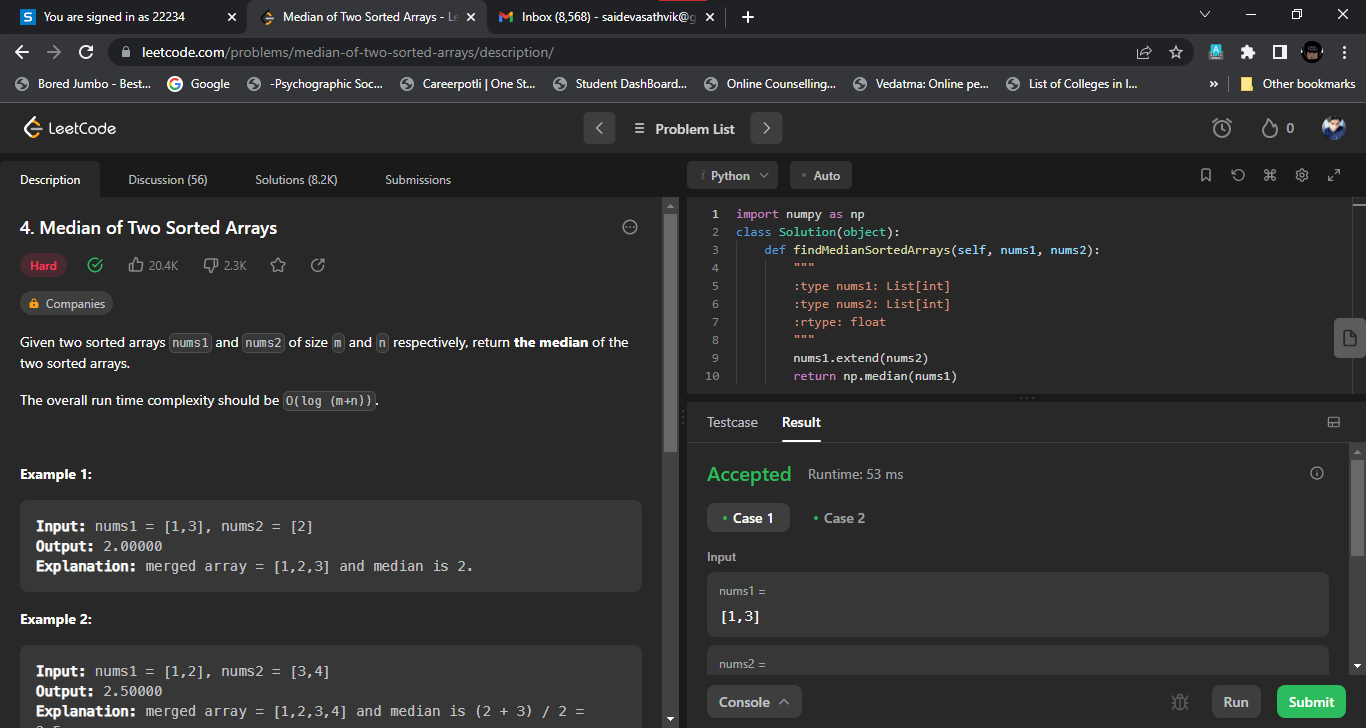 You are signed in as 22234
Median of Two Sorted Arrays - Le
Inbox (8,568) - saidevasathvik@g
leetcode.com/problems/median-of-two-sorted-arrays/description/
Bored Jumbo - Best...
Google
-Psychographic Soc...
Careerpotli | One St...
Student DashBoard...
Online Counselling...
Vedatma: Online pe...
List of Colleges in I...
»
Other bookmarks
LeetCode
Problem List
0
Description
Discussion (56)
Solutions (8.2K)
Submissions
4. Median of Two Sorted Arrays
Hard
20.4K
2.3K
Companies
Given two sorted arrays nums1 and nums2 of size m and n respectively, return the median of the
two sorted arrays.
The overall run time complexity should be O(log (m+n)).
Example 1:
Input: nums1 = [1,3], nums2 = [2]
Output: 2.00000
Explanation: merged array = [1,2,3] and median is 2.
Example 2:
Input: nums1 = [1,2], nums2 = [3,4]
Output: 2.50000
Explanation: merged array = [1,2,3,4] and median is (2 + 3) / 2 =
i Python
• Auto
1 import numpy as np
2 class Solution(object):
3 def findMedianSortedArrays(self, nums1, nums2):
4 """
5 :type nums1: List[int]
6 :type nums2: List[int]
7 :rtype: float
8 """
9 nums1.extend(nums2)
10 return np.median(nums1)
Testcase
Result
Accepted
Runtime: 53 ms
• Case 1
• Case 2
Input
nums1 =
[1,3]
nums2 =
Console
Run
Submit